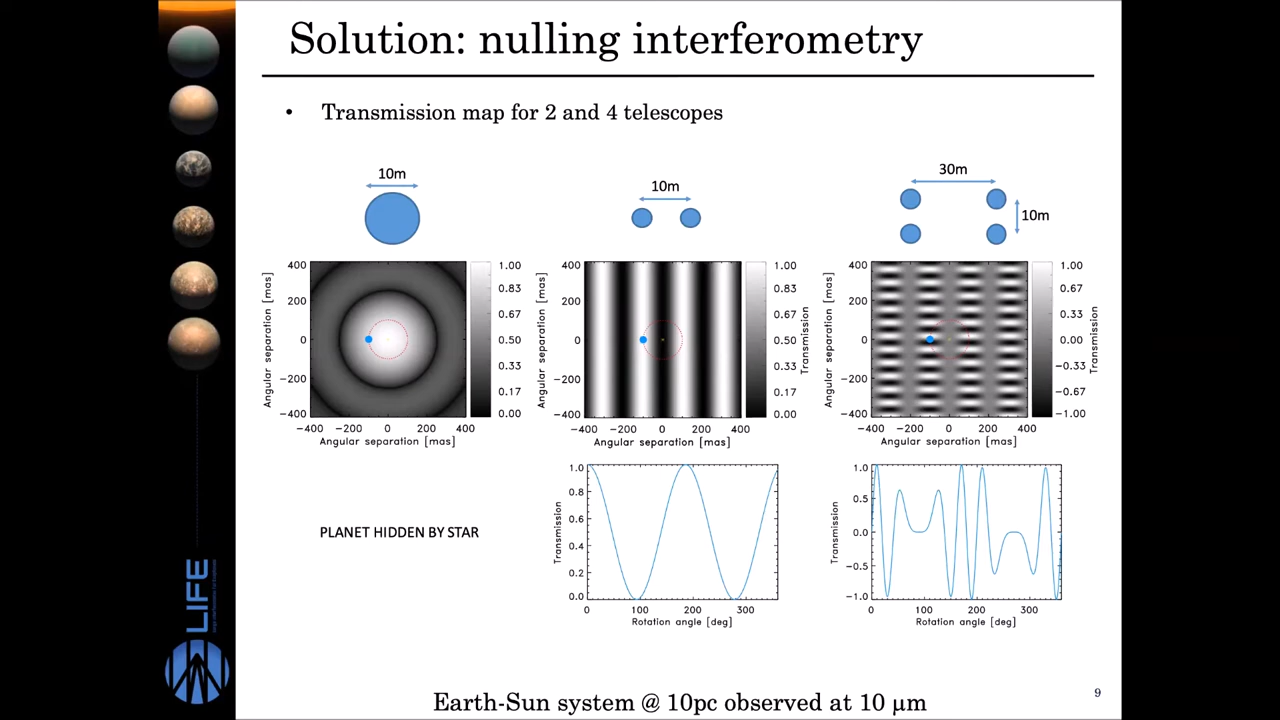 Solution: nulling interferometry
• Transmission map for 2 and 4 telescopes
10m
10m
30m
10m
400
200
0
−200
−400
Angular separation [mas]
−400 −200 0 200 400
Angular separation [mas]
1.00
0.83
0.67
0.50
0.33
0.17
0.00
400
200
0
−200
−400
Angular separation [mas]
−400 −200 0 200 400
Angular separation [mas]
1.00
0.83
0.67
0.50
0.33
0.17
0.00
Transmission
400
200
0
−200
−400
Angular separation [mas]
−400 −200 0 200 400
Angular separation [mas]
1.00
0.67
0.33
0.00
−0.33
−0.67
−1.00
Transmission
PLANET HIDDEN BY STAR
1.0
0.8
0.6
0.4
0.2
0.0
Transmission
0 100 200 300
Rotation angle [deg]
1.0
0.5
0.0
−0.5
−1.0
Transmission
0 100 200 300
Rotation angle [deg]
LIFE
Earth-Sun system @ 10pc observed at 10 μm
9